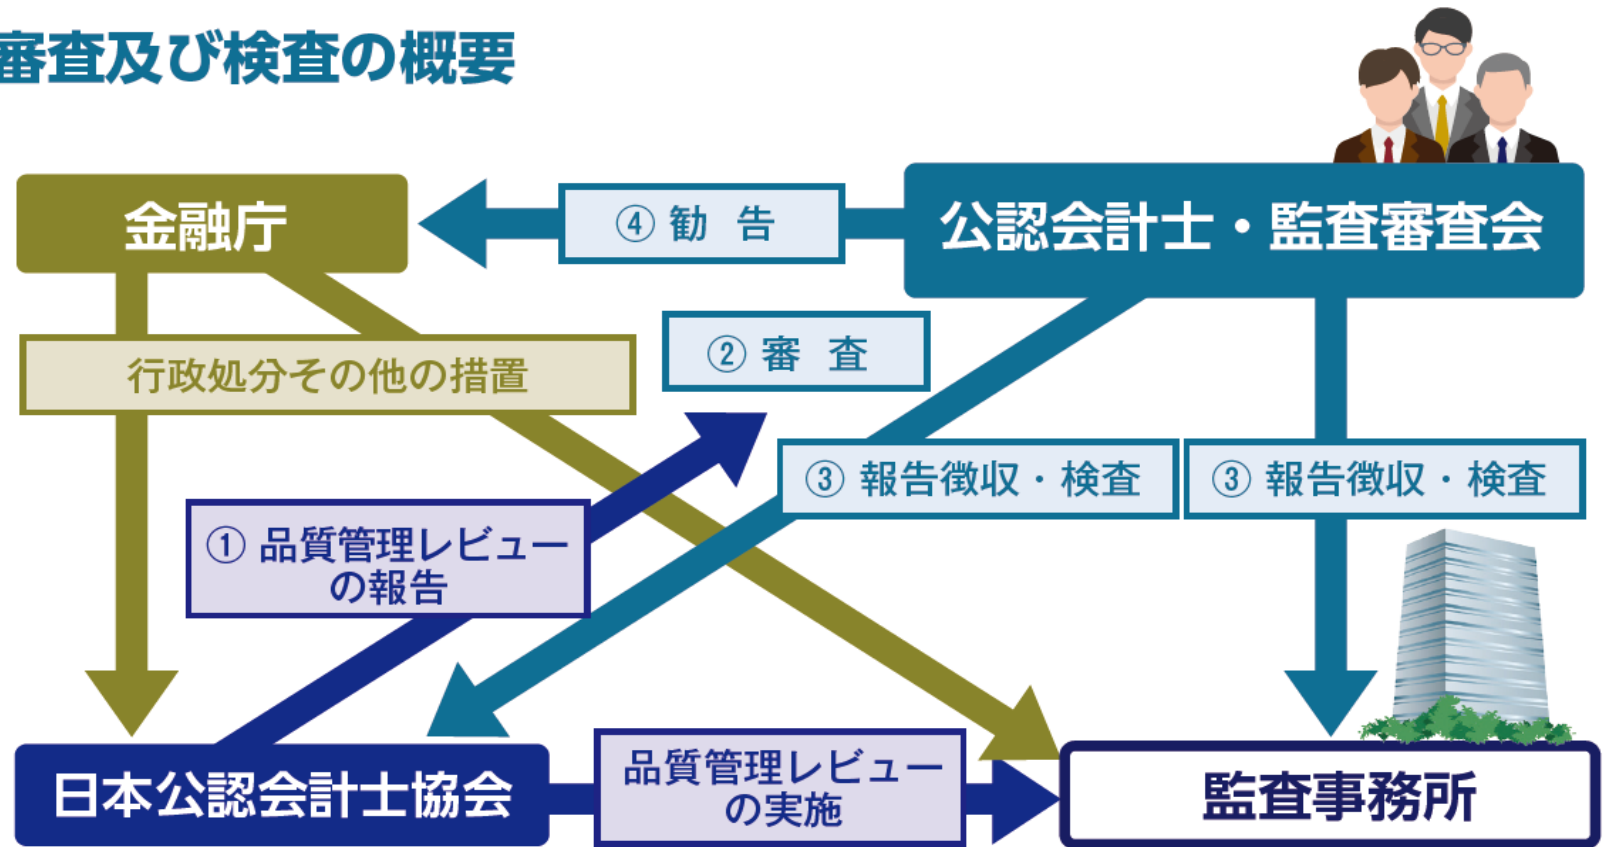 審査及び検査の概要
金融庁
④ 勧 告
公認会計士・監査審査会
② 審 査
行政処分その他の措置
③ 報告徴収・検査
③ 報告徴収・検査
① 品質管理レビュー
の報告
日本公認会計士協会
品質管理レビュー
の実施
監査事務所